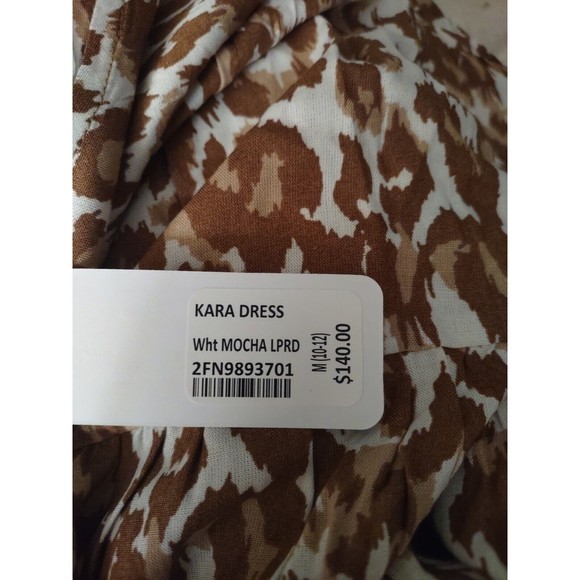 KARA DRESS
Wht MOCHA LPRD
2FN9893701
M (10-12)
$140.00